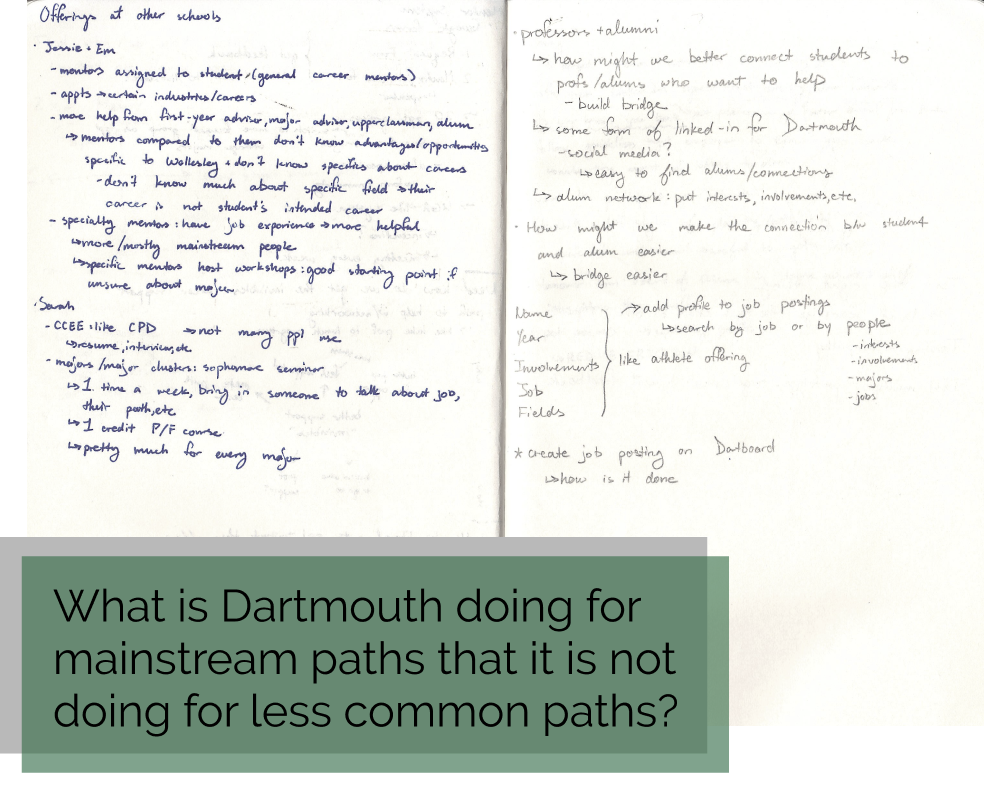 Offerings at other schools
· Jessie + Em
- mentors assigned to student (general career mentors)
- appts → certain industries/careers
- more help from first-year advisor, major advisor, upperclassman, alum
↳ mentors compared to them don't know advantages/opportunities
specific to Wellesley + don't know specifics about careers
- don't know much about specific field → their
career is not student's intended career
- specialty mentors: have job experience → more helpful
↳ more/mostly mainstream people
↳ specific mentors host workshops: good starting point if
unsure about major
· Sarah
- CCEE: like CPD → not many ppl use
↳ resume, interview, etc
- majors/major clusters: sophomore seminar
↳ 1 time a week, bring in someone to talk about job,
their path, etc
↳ 1 credit P/F course
↳ pretty much for every major
· professors + alumni
↳ how might we better connect students to
profs/alums who want to help
- build bridge
↳ some form of linked-in for Dartmouth
- social media?
↳ easy to find alums/connections
↳ alum network: put interests, involvements, etc.
· How might we make the connection b/w student
and alum easier
↳ bridge easier
Name
Year
Involvements
Job
Fields
like athlete offering
→ add profile to job postings
↳ search by job or by people
- interests
- involvements
- majors
- jobs
* create job posting on Dartboard
↳ how is it done
What is Dartmouth doing for
mainstream paths that it is not
doing for less common paths?